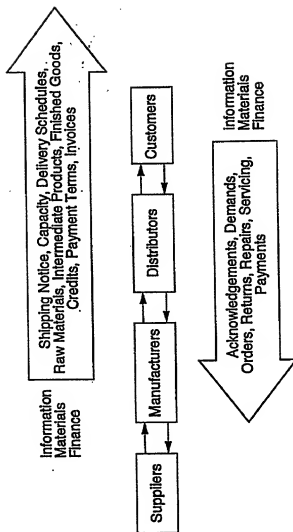 Information
Materials
Finance
Shipping Notice, Capacity, Delivery Schedules,
Raw Materials, Intermediate Products, Finished Goods,
Credits, Payment Terms, Invoices
Suppliers
Manufacturers
Distributors
Customers
Acknowledgements, Demands,
Orders, Returns, Repairs, Servicing,
Payments
Information
Materials
Finance